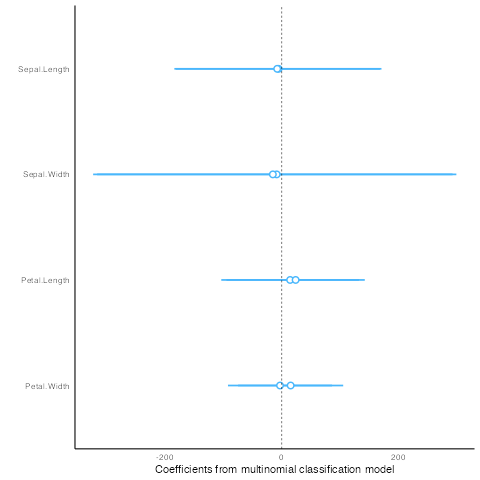 Sepal.Length
Sepal.Width
Petal.Length
Petal.Width
-200 0 200
Coefficients from multinomial classification model